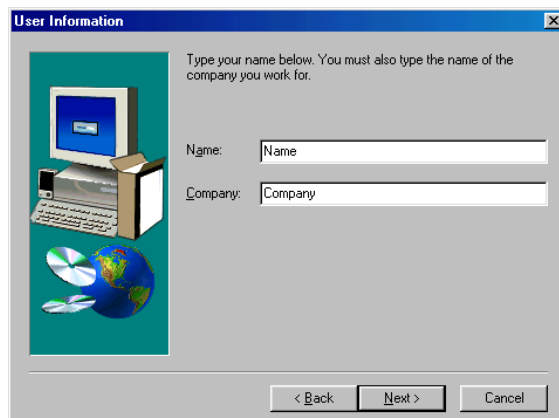 User Information
Type your name below. You must also type the name of the
company you work for.
Name: Name
Company: Company
< Back Next > Cancel